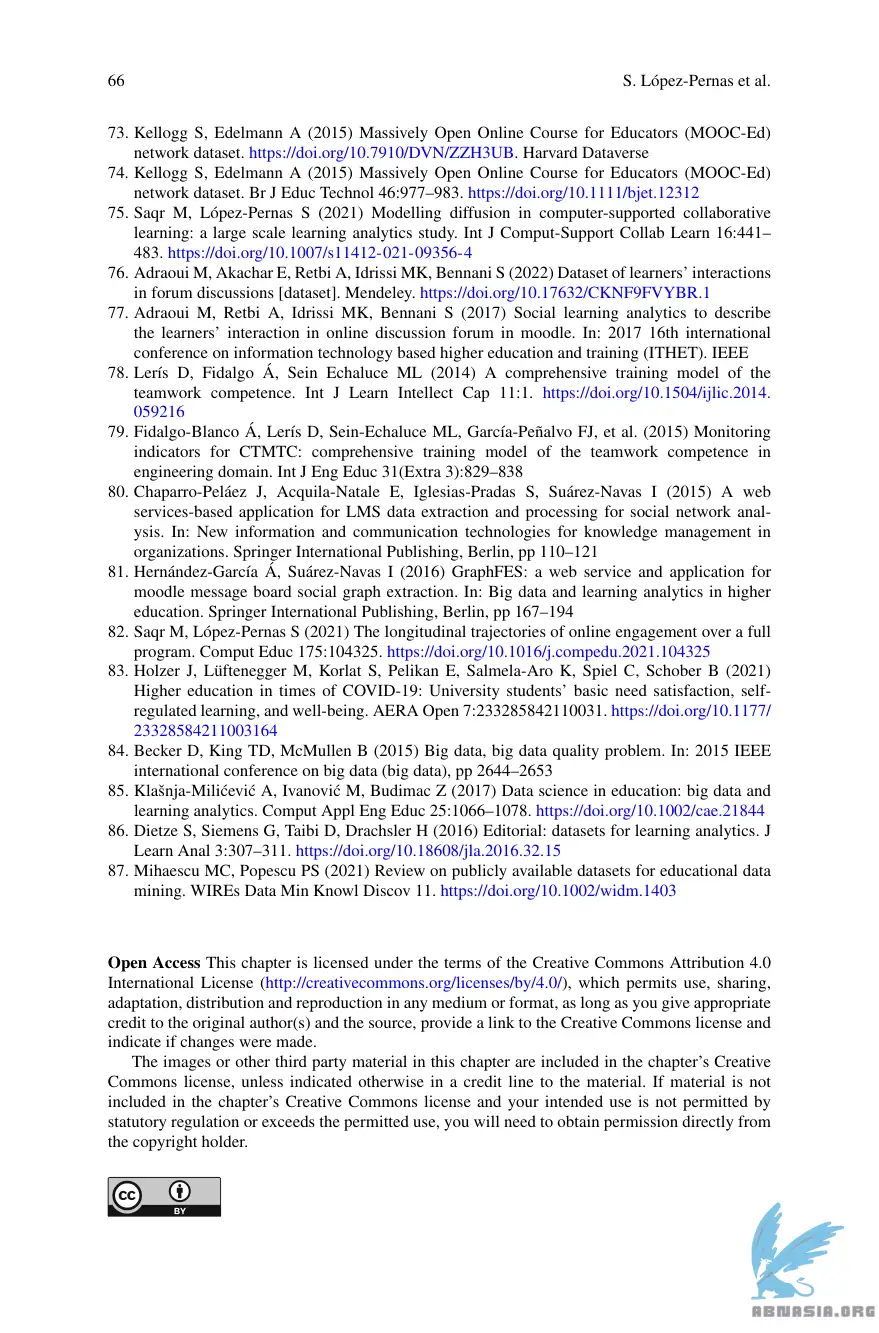 66
S. López-Pernas et al.
73. Kellogg S, Edelmann A (2015) Massively Open Online Course for Educators (MOOC-Ed)
network dataset. https://doi.org/10.7910/DVN/ZZH3UB. Harvard Dataverse
74. Kellogg S, Edelmann A (2015) Massively Open Online Course for Educators (MOOC-Ed)
network dataset. Br J Educ Technol 46:977–983. https://doi.org/10.1111/bjet.12312
75. Saqr M, López-Pernas S (2021) Modelling diffusion in computer-supported collaborative
learning: a large scale learning analytics study. Int J Comput-Support Collab Learn 16:441–
483. https://doi.org/10.1007/s11412-021-09356-4
76. Adraoui M, Akachar E, Retbi A, Idrissi MK, Bennani S (2022) Dataset of learners’ interactions
in forum discussions [dataset]. Mendeley. https://doi.org/10.17632/CKNF9FVYBR.1
77. Adraoui M, Retbi A, Idrissi MK, Bennani S (2017) Social learning analytics to describe
the learners’ interaction in online discussion forum in moodle. In: 2017 16th international
conference on information technology based higher education and training (ITHET). IEEE
78. Lerís D, Fidalgo Á, Sein Echaluce ML (2014) A comprehensive training model of the
teamwork competence. Int J Learn Intellect Cap 11:1. https://doi.org/10.1504/ijlic.2014.
059216
79. Fidalgo-Blanco Á, Lerís D, Sein-Echaluce ML, García-Peñalvo FJ, et al. (2015) Monitoring
indicators for CTMTC: comprehensive training model of the teamwork competence in
engineering domain. Int J Eng Educ 31(Extra 3):829–838
80. Chaparro-Peláez J, Acquila-Natale E, Iglesias-Pradas S, Suárez-Navas I (2015) A web
services-based application for LMS data extraction and processing for social network anal-
ysis. In: New information and communication technologies for knowledge management in
organizations. Springer International Publishing, Berlin, pp 110–121
81. Hernández-García Á, Suárez-Navas I (2016) GraphFES: a web service and application for
moodle message board social graph extraction. In: Big data and learning analytics in higher
education. Springer International Publishing, Berlin, pp 167–194
82. Saqr M, López-Pernas S (2021) The longitudinal trajectories of online engagement over a full
program. Comput Educ 175:104325. https://doi.org/10.1016/j.compedu.2021.104325
83. Holzer J, Lüftenegger M, Korlat S, Pelikan E, Salmela-Aro K, Spiel C, Schober B (2021)
Higher education in times of COVID-19: University students’ basic need satisfaction, self-
regulated learning, and well-being. AERA Open 7:233285842110031. https://doi.org/10.1177/
23328584211003164
84. Becker D, King TD, McMullen B (2015) Big data, big data quality problem. In: 2015 IEEE
international conference on big data (big data), pp 2644–2653
85. Klašnja-Milićević A, Ivanović M, Budimac Z (2017) Data science in education: big data and
learning analytics. Comput Appl Eng Educ 25:1066–1078. https://doi.org/10.1002/cae.21844
86. Dietze S, Siemens G, Taibi D, Drachsler H (2016) Editorial: datasets for learning analytics. J
Learn Anal 3:307–311. https://doi.org/10.18608/jla.2016.32.15
87. Mihaescu MC, Popescu PS (2021) Review on publicly available datasets for educational data
mining. WIREs Data Min Knowl Discov 11. https://doi.org/10.1002/widm.1403
Open Access This chapter is licensed under the terms of the Creative Commons Attribution 4.0
International License (http://creativecommons.org/licenses/by/4.0/), which permits use, sharing,
adaptation, distribution and reproduction in any medium or format, as long as you give appropriate
credit to the original author(s) and the source, provide a link to the Creative Commons license and
indicate if changes were made.
The images or other third party material in this chapter are included in the chapter’s Creative
Commons license, unless indicated otherwise in a credit line to the material. If material is not
included in the chapter’s Creative Commons license and your intended use is not permitted by
statutory regulation or exceeds the permitted use, you will need to obtain permission directly from
the copyright holder.
cc
BY
ABNASIA.ORG